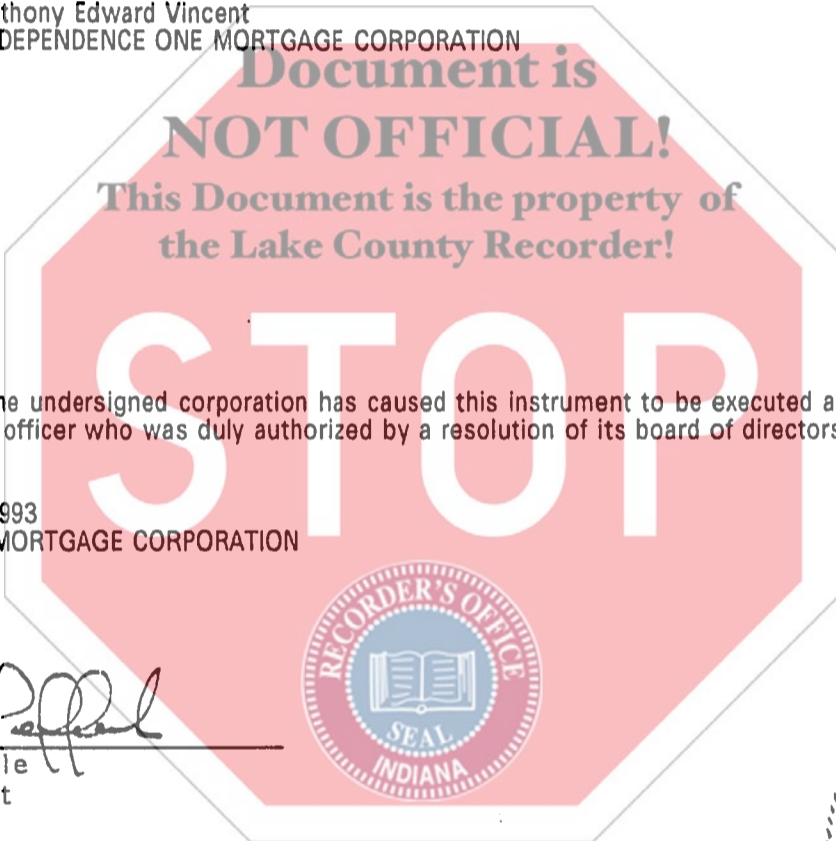 thony Edward Vincent
DEPENDENCE ONE MORTGAGE CORPORATION
Document is
NOT OFFICIAL!
This Document is the property of
the Lake County Recorder!
STOP
ne undersigned corporation has caused this instrument to be executed a
officer who was duly authorized by a resolution of its board of directors
993
MORTGAGE CORPORATION
RECORDER'S OFFICE
SEAL
INDIANA
le
t